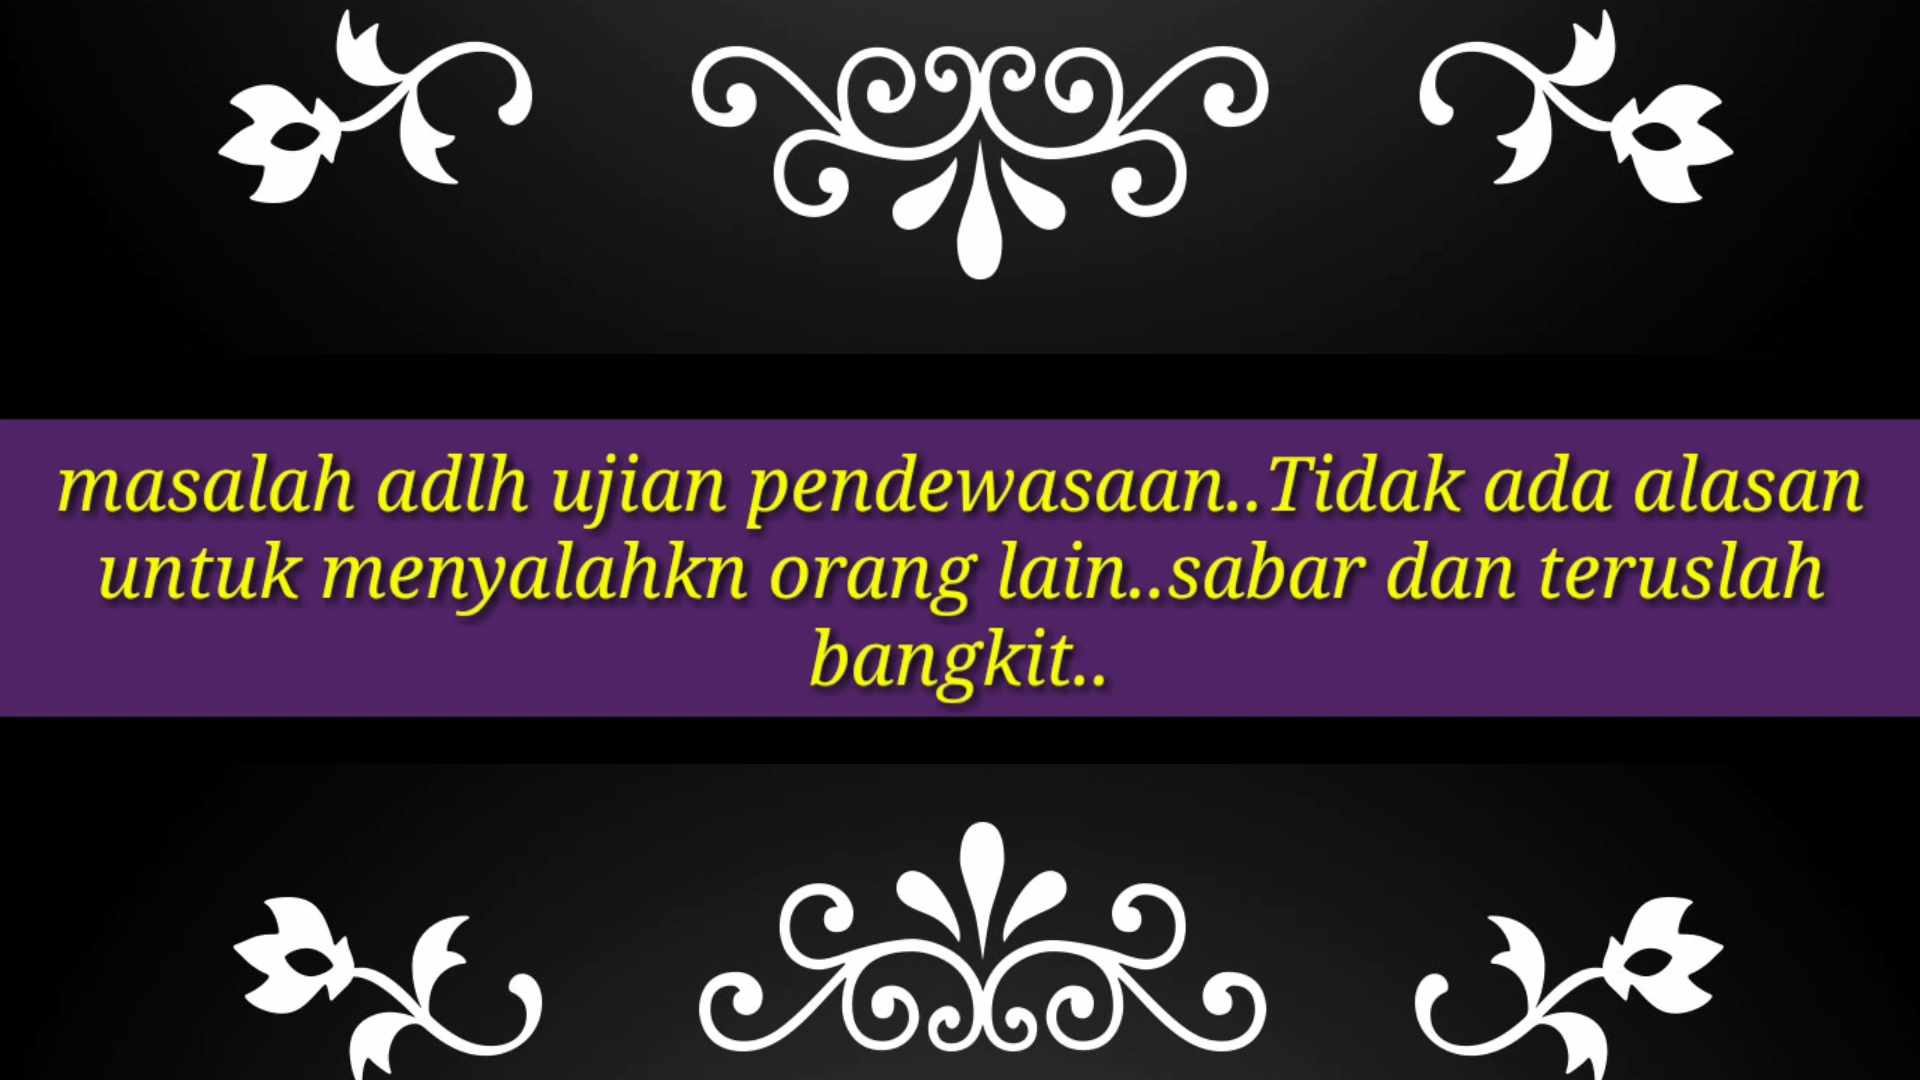 masalah adlh ujian pendewasaan..Tidak ada alasan
untuk menyalahkn orang lain..sabar dan teruslah
bangkit..